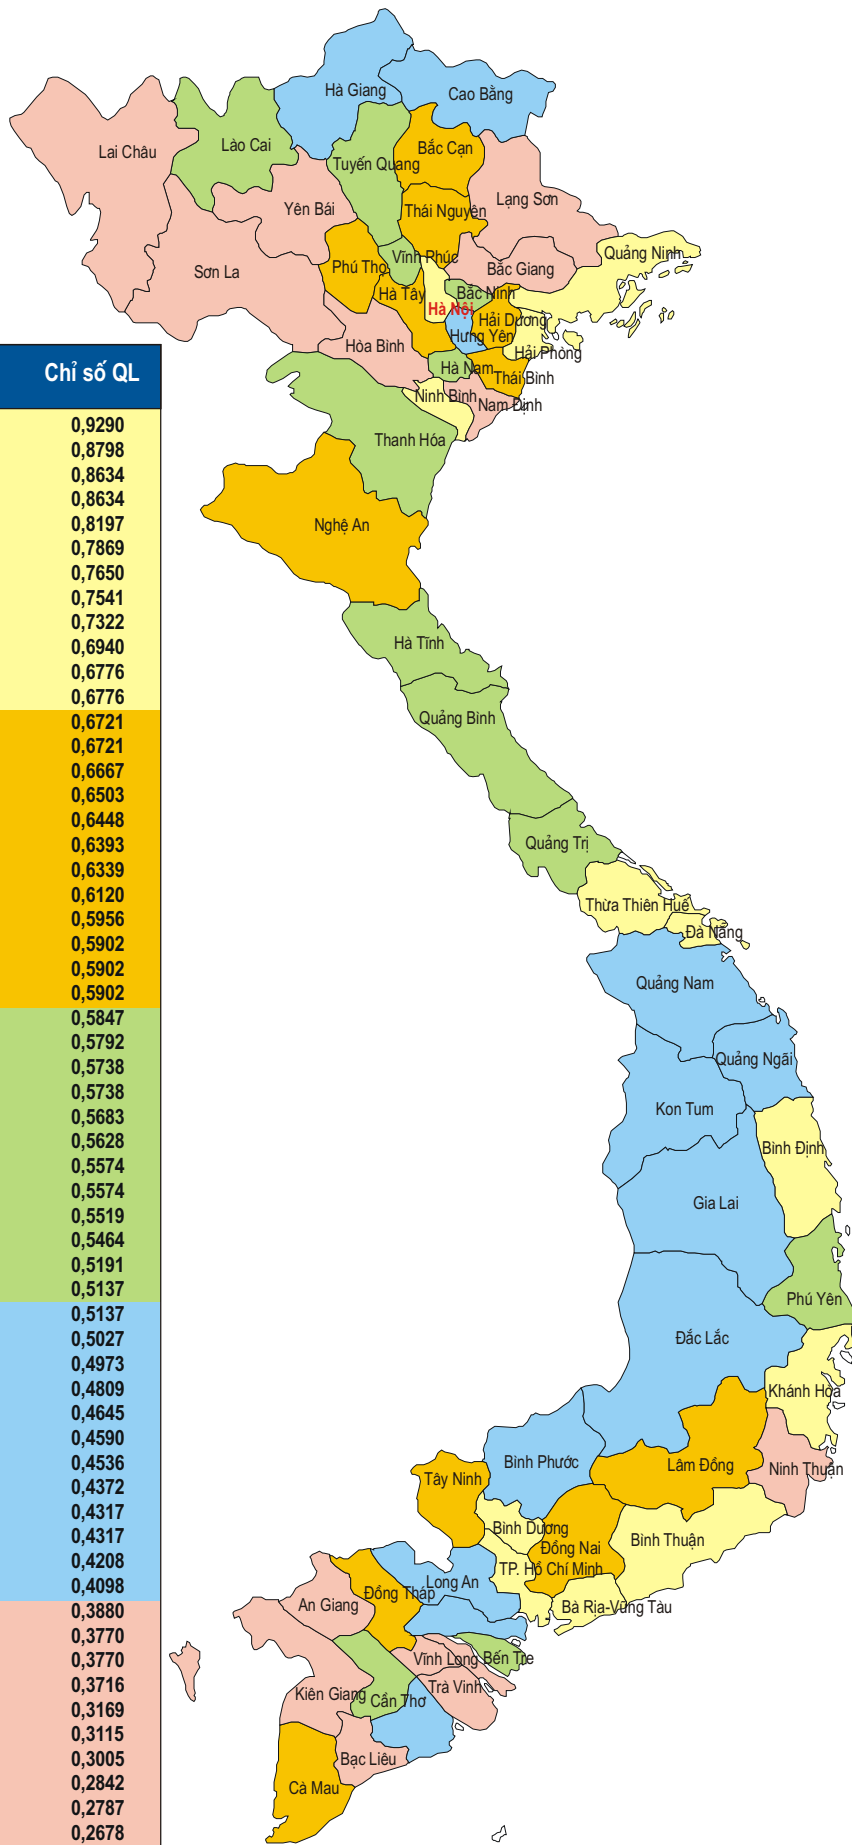 Hà Giang
Cao Bằng
Lai Châu
Lào Cai
Bắc Cạn
Tuyến Quang
Lạng Sơn
Yên Bái
Thái Nguyên
Quảng Ninh
Vĩnh Phúc
Sơn La
Phú Thọ
Bắc Giang
Hà Tây
Bắc Ninh
Hà Nội
Hải Dương
Hưng Yên
Hòa Bình
Hải Phòng
Hà Nam
Thái Bình
Ninh Bình
Nam Định
Thanh Hóa
Nghệ An
Hà Tĩnh
Quảng Bình
Quảng Trị
Thừa Thiên Huế
Đà Nẵng
Quảng Nam
Quảng Ngãi
Kon Tum
Bình Định
Gia Lai
Phú Yên
Đắc Lắc
Khánh Hòa
Bình Phước
Lâm Đồng
Ninh Thuận
Tây Ninh
Bình Dương
Đồng Nai
Bình Thuận
TP. Hồ Chí Minh
Long An
Đồng Tháp
An Giang
Bà Rịa-Vũng Tàu
Vĩnh Long
Bến Tre
Trà Vinh
Kiên Giang
Cần Thơ
Bạc Liêu
Cà Mau
Chỉ số QL
0,9290
0,8798
0,8634
0,8634
0,8197
0,7869
0,7650
0,7541
0,7322
0,6940
0,6776
0,6776
0,6721
0,6721
0,6667
0,6503
0,6448
0,6393
0,6339
0,6120
0,5956
0,5902
0,5902
0,5902
0,5847
0,5792
0,5738
0,5738
0,5683
0,5628
0,5574
0,5574
0,5519
0,5464
0,5191
0,5137
0,5137
0,5027
0,4973
0,4809
0,4645
0,4590
0,4536
0,4372
0,4317
0,4317
0,4208
0,4098
0,3880
0,3770
0,3770
0,3716
0,3169
0,3115
0,3005
0,2842
0,2787
0,2678